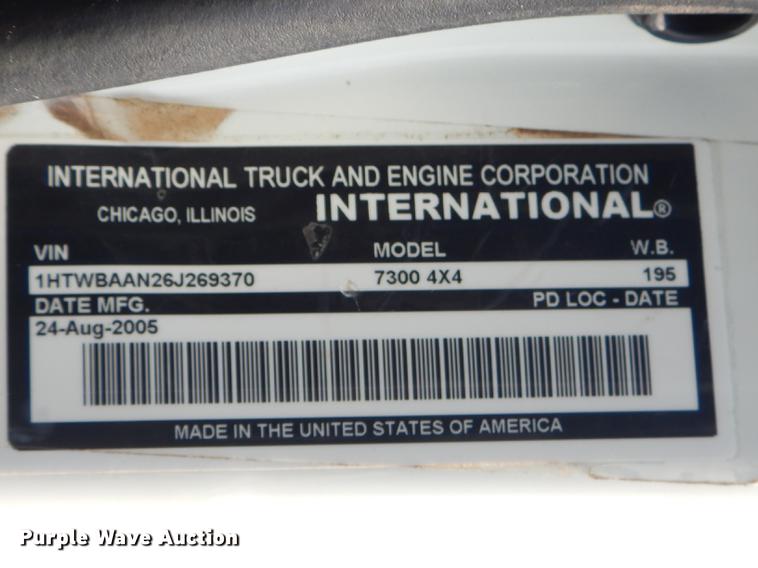 INTERNATIONAL TRUCK AND ENGINE CORPORATION
CHICAGO, ILLINOIS INTERNATIONAL®
VIN MODEL W.B.
1HTWBAAN26J269370 7300 4X4 195
DATE MFG. PD LOC - DATE
24-Aug-2005
MADE IN THE UNITED STATES OF AMERICA
Purple Wave Auction